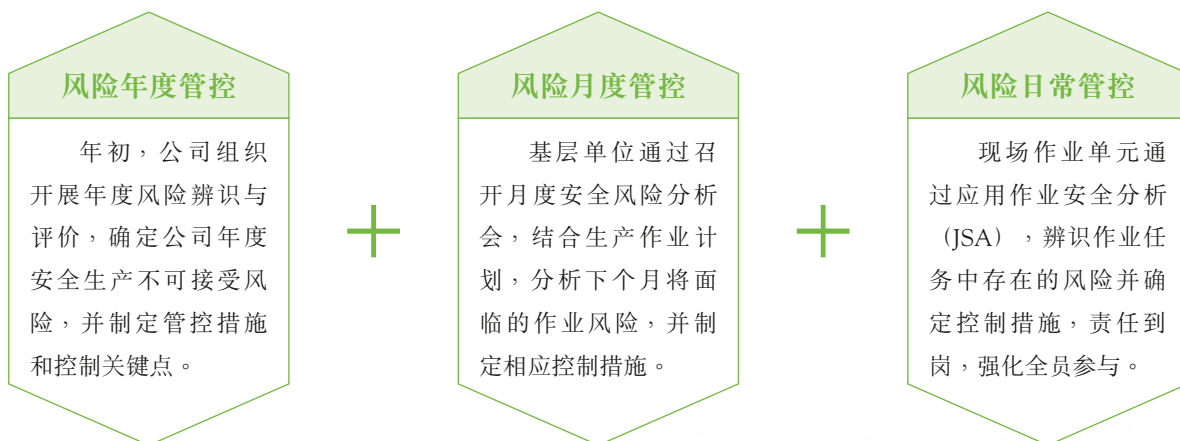 风险年度管控
年初，公司组织
开展年度风险辨识与
评价，确定公司年度
安全生产不可接受风
险，并制定管控措施
和控制关键点。
风险月度管控
基层单位通过召
开月度安全风险分析
会，结合生产作业计
划，分析下个月将面
临的作业风险，并制
定相应控制措施。
风险日常管控
现场作业单元通
过应用作业安全分析
（JSA），辨识作业任
务中存在的风险并确
定控制措施，责任到
岗，强化全员参与。